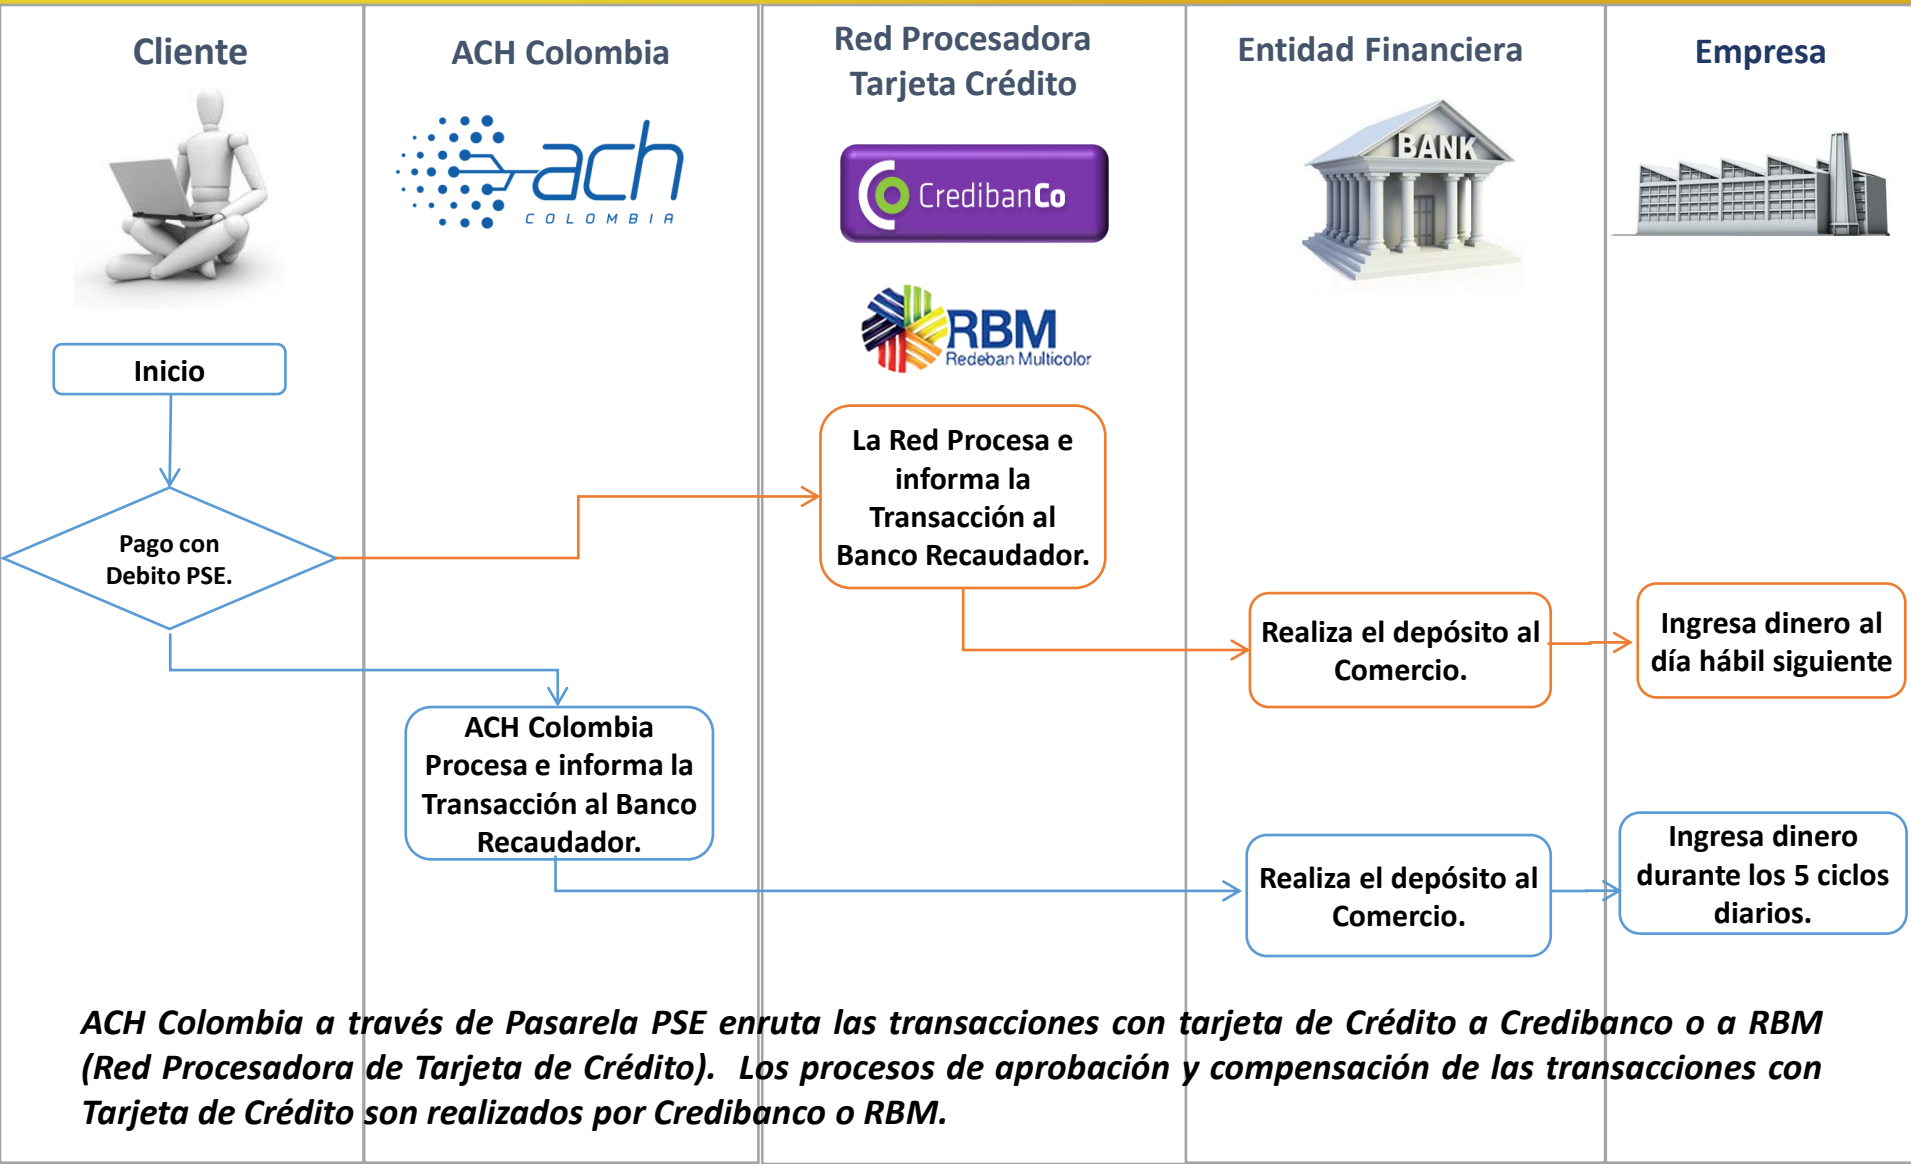 Cliente
ACH Colombia
Red Procesadora
Tarjeta Crédito
Entidad Financiera
Empresa
ach
COLOMBIA
CredibanCo
BANK
RBM
Redeban Multicolor
Inicio
Pago con
Debito PSE.
La Red Procesa e
informa la
Transacción al
Banco Recaudador.
Realiza el depósito al
Comercio.
Ingresa dinero al
día hábil siguiente
ACH Colombia
Procesa e informa la
Transacción al Banco
Recaudador.
Realiza el depósito al
Comercio.
Ingresa dinero
durante los 5 ciclos
diarios.
ACH Colombia a través de Pasarela PSE enruta las transacciones con tarjeta de Crédito a Credibanco o a RBM
(Red Procesadora de Tarjeta de Crédito). Los procesos de aprobación y compensación de las transacciones con
Tarjeta de Crédito son realizados por Credibanco o RBM.